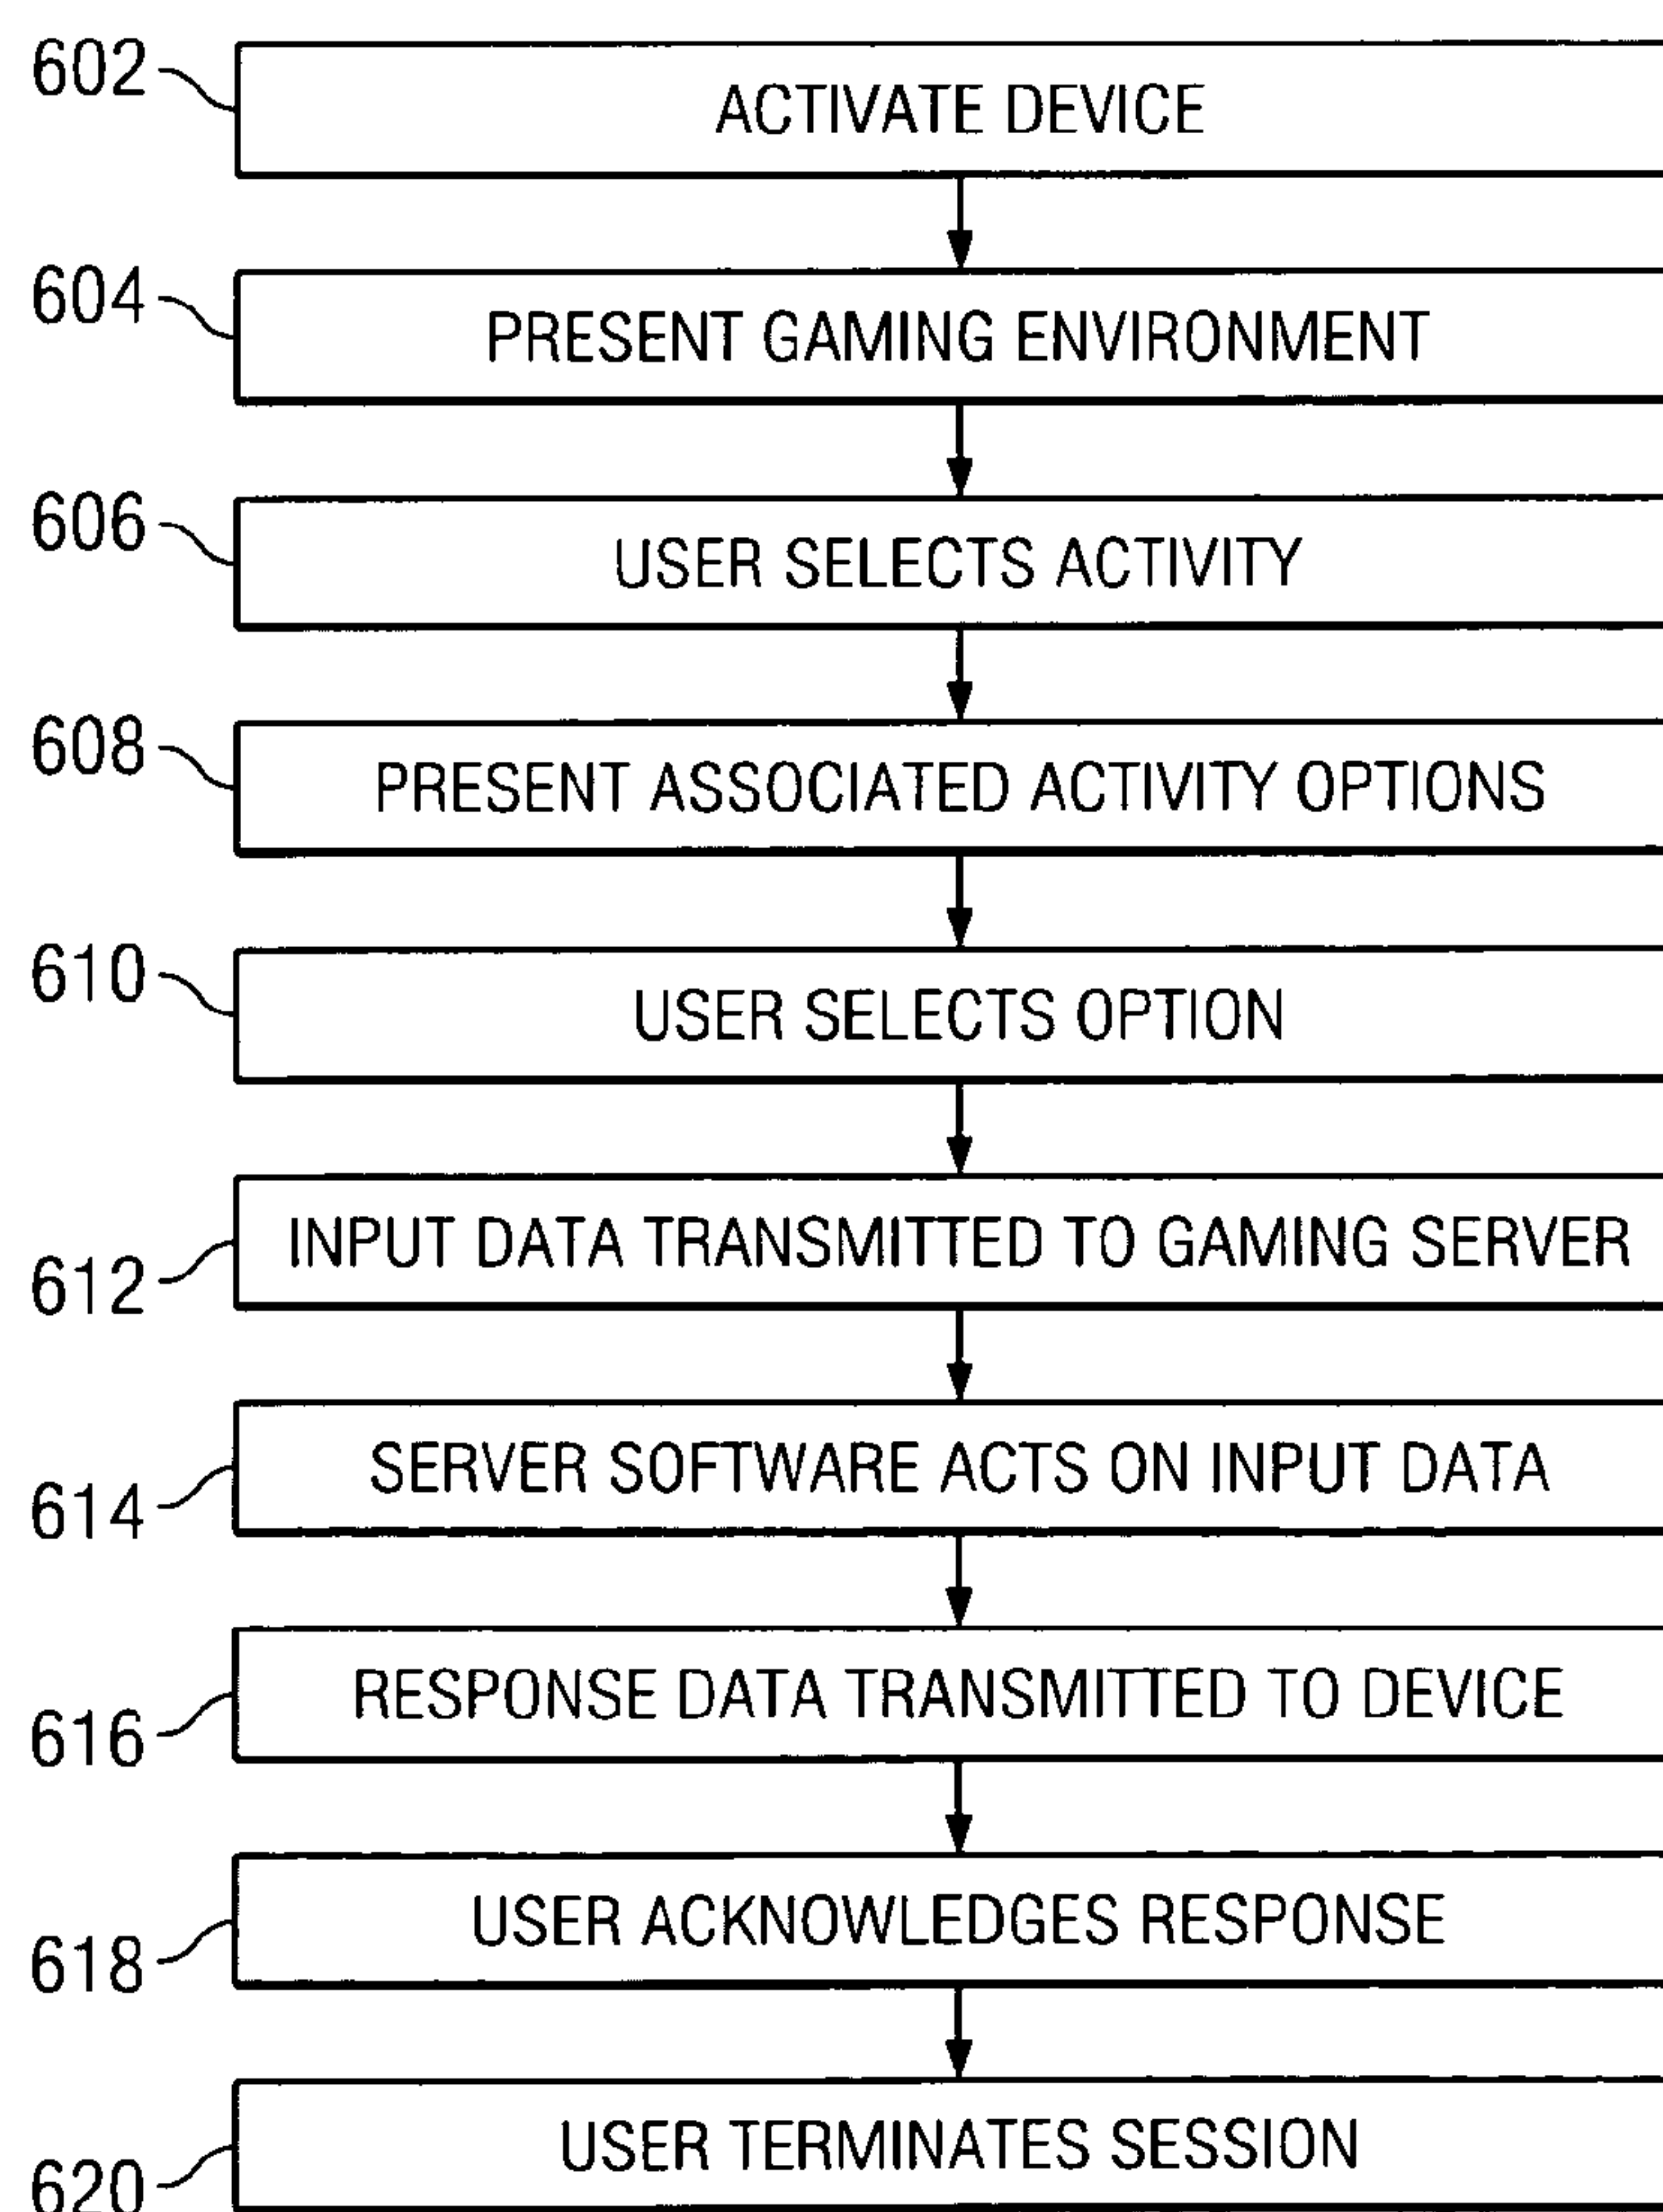 602
ACTIVATE DEVICE
604
PRESENT GAMING ENVIRONMENT
606
USER SELECTS ACTIVITY
608
PRESENT ASSOCIATED ACTIVITY OPTIONS
610
USER SELECTS OPTION
612
INPUT DATA TRANSMITTED TO GAMING SERVER
614
SERVER SOFTWARE ACTS ON INPUT DATA
616
RESPONSE DATA TRANSMITTED TO DEVICE
618
USER ACKNOWLEDGES RESPONSE
620
USER TERMINATES SESSION